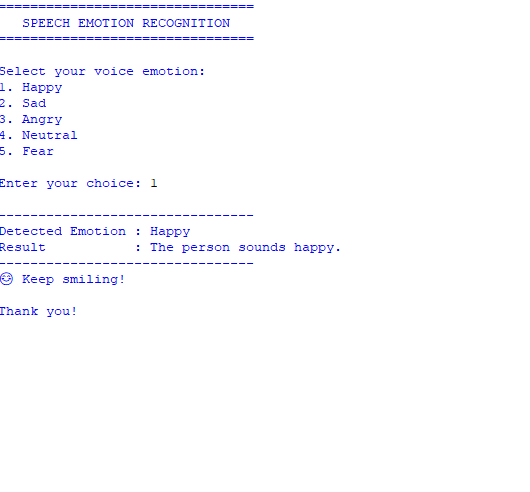 ================================
   SPEECH EMOTION RECOGNITION
================================
Select your voice emotion:
1. Happy
2. Sad
3. Angry
4. Neutral
5. Fear
Enter your choice: 1
--------------------------------
Detected Emotion : Happy
Result           : The person sounds happy.
--------------------------------
😊 Keep smiling!
Thank you!